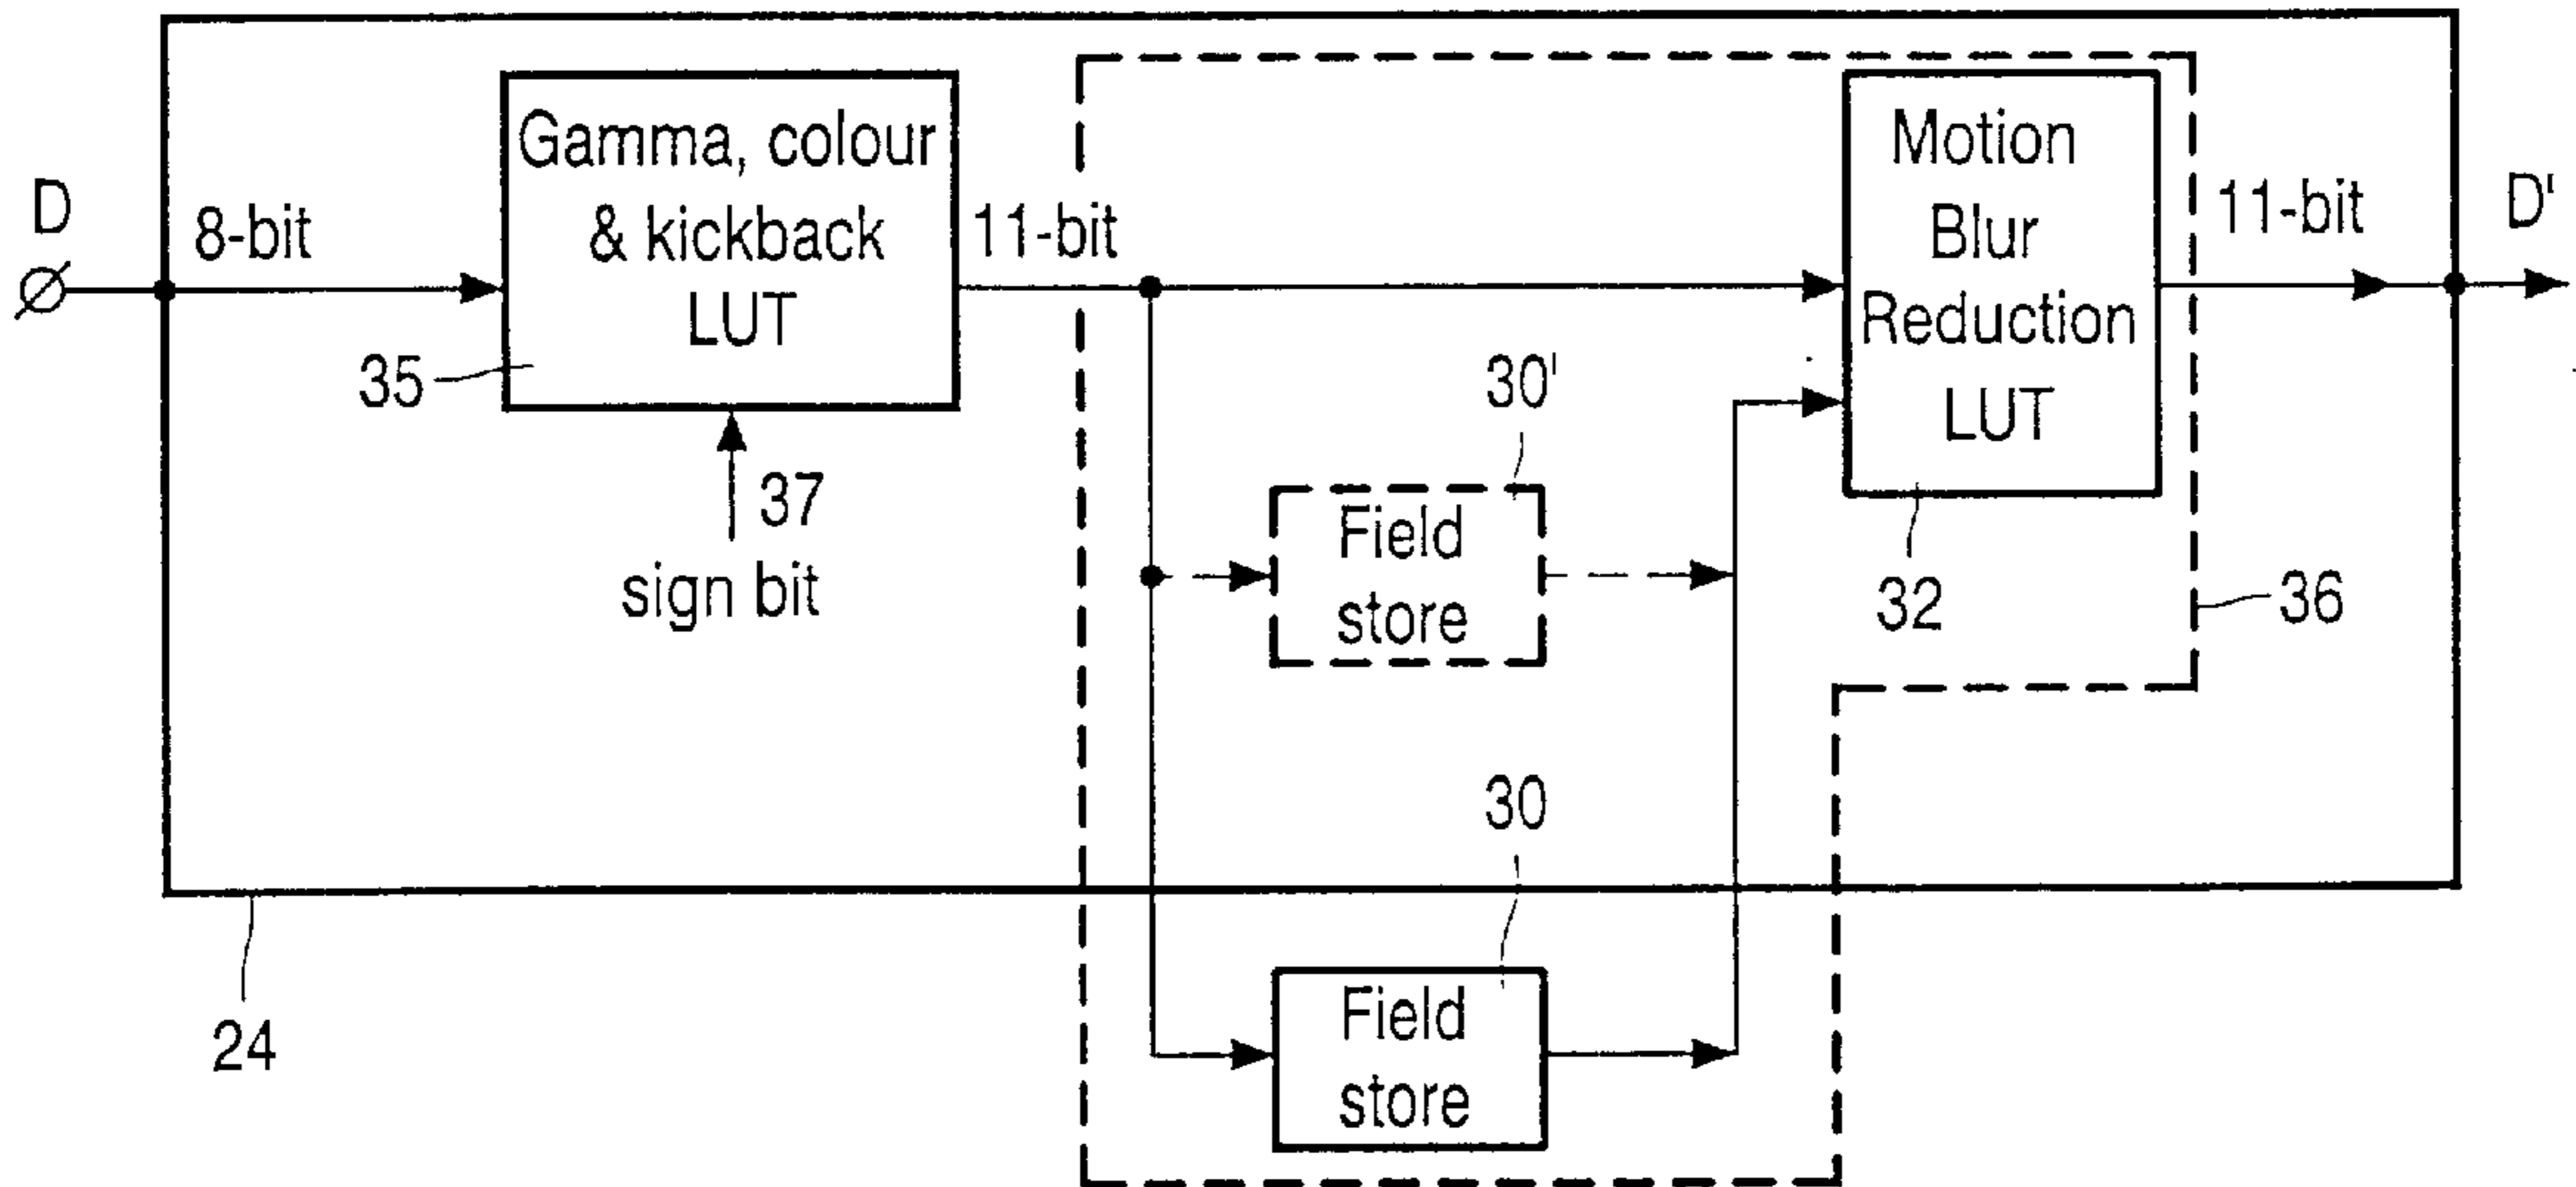 D
8-bit
Gamma, colour
& kickback
LUT
35
37
sign bit
11-bit
Motion
Blur
Reduction
LUT
32
11-bit
D'
30'
Field
store
36
30
Field
store
24